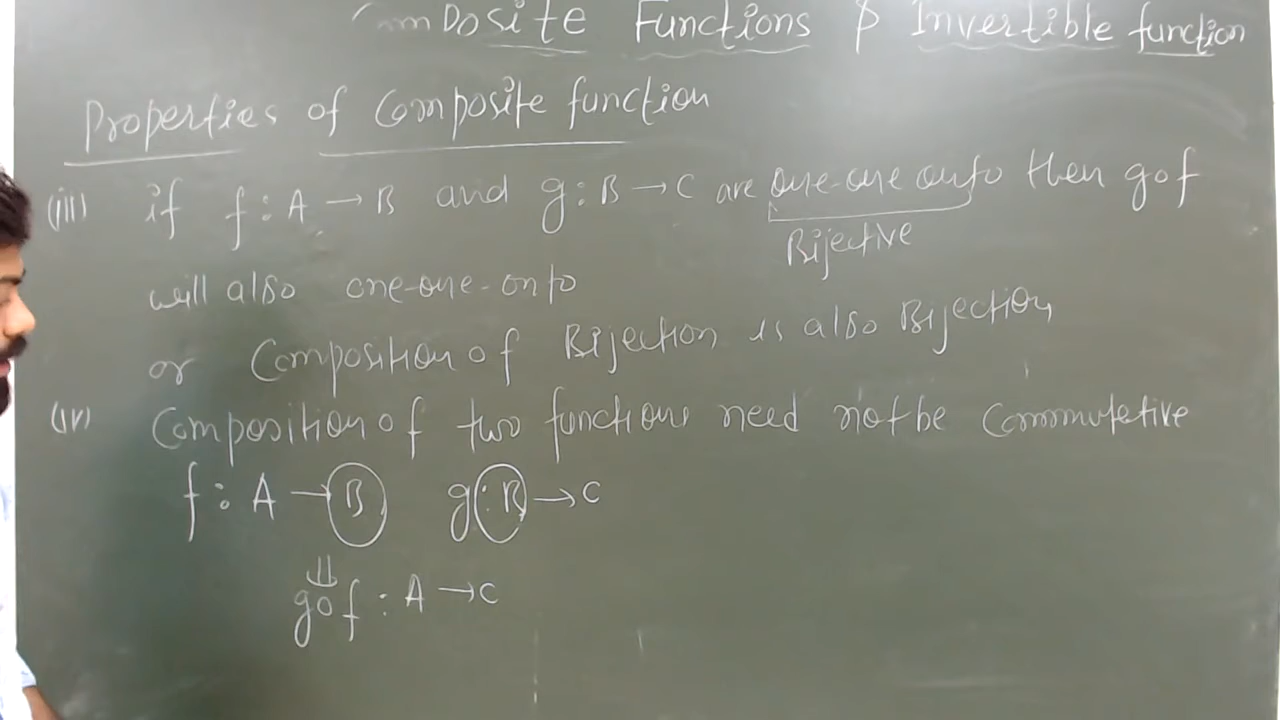 Composite Functions & Invertible function
Properties of Composite function
(iii) if f : A → B and g : B → C are one-one onto then gof
Bijective
will also one-one-onto
or Composition of Bijection is also Bijection
(iv) Composition of two functions need not be Commutative
f : A → B g : B → C
⇓
gof : A → C